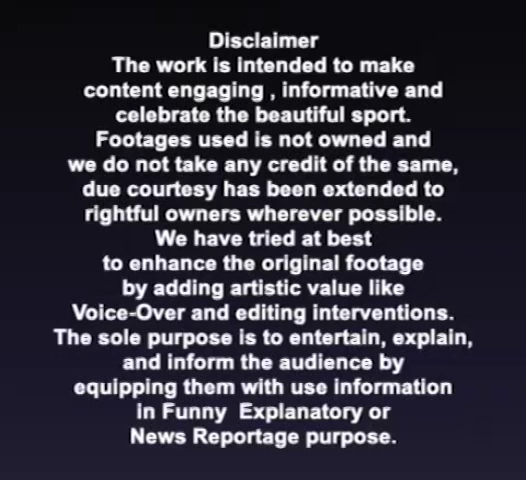 Disclaimer
The work is intended to make
content engaging , informative and
celebrate the beautiful sport.
Footages used is not owned and
we do not take any credit of the same,
due courtesy has been extended to
rightful owners wherever possible.
We have tried at best
to enhance the original footage
by adding artistic value like
Voice-Over and editing interventions.
The sole purpose is to entertain, explain,
and inform the audience by
equipping them with use information
in Funny  Explanatory or
News Reportage purpose.